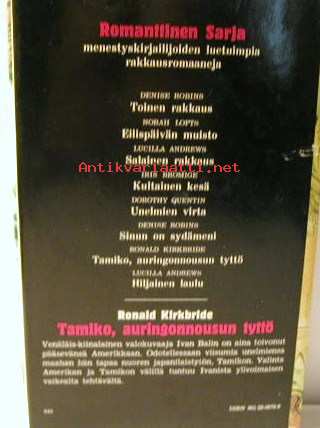 Romanttinen Sarja
menestyskirjailijoiden luetuimpia
rakkausromaaneja
DENISE ROBINS
Toinen rakkaus
NORAH LOFTS
Eilispäivän muisto
LUCILLA ANDREWS
Salainen rakkaus
Antikvariaatti.net
IRIS BROMIGE
Kultainen kesä
DOROTHY QUENTIN
Unelmien virta
DENISE ROBINS
Sinun on sydämeni
RONALD KIRKBRIDE
Tamiko, auringonnousun tyttö
LUCILLA ANDREWS
Hiljainen laulu
Ronald Kirkbride
Tamiko, auringonnousun tyttö
Venäläis-kiinalainen valokuvaaja Ivan Balin on aina toivonut
pääsevänsä Amerikkaan. Odotellessaan viisumia unelmiensa
maahan hän tapaa nuoren japanilaistytön, Tamikon. Valinta
Amerikan ja Tamikon välillä tuntuu Ivanista ylivoimaisen
vaikealta tehtävältä.
ISBN